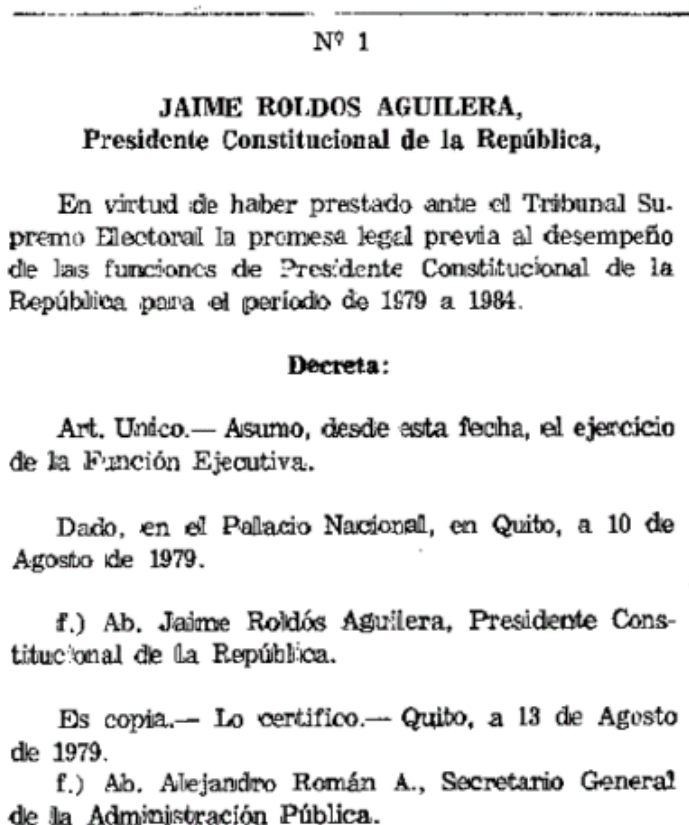 Nº 1
JAIME ROLDOS AGUILERA,
Presidente Constitucional de la República,
En virtud de haber prestado ante el Tribunal Su-
premo Electoral la promesa legal previa al desempeño
de las funciones de Presidente Constitucional de la
República para el período de 1979 a 1984.
Decreta:
Art. Unico.— Asumo, desde esta fecha, el ejercicio
de la Función Ejecutiva.
Dado, en el Palacio Nacional, en Quito, a 10 de
Agosto de 1979.
f.) Ab. Jaime Roldós Aguilera, Presidente Cons-
titucional de la República.
Es copia.— Lo certifico.— Quito, a 13 de Agosto
de 1979.
f.) Ab. Alejandro Román A., Secretario General
de la Administración Pública.